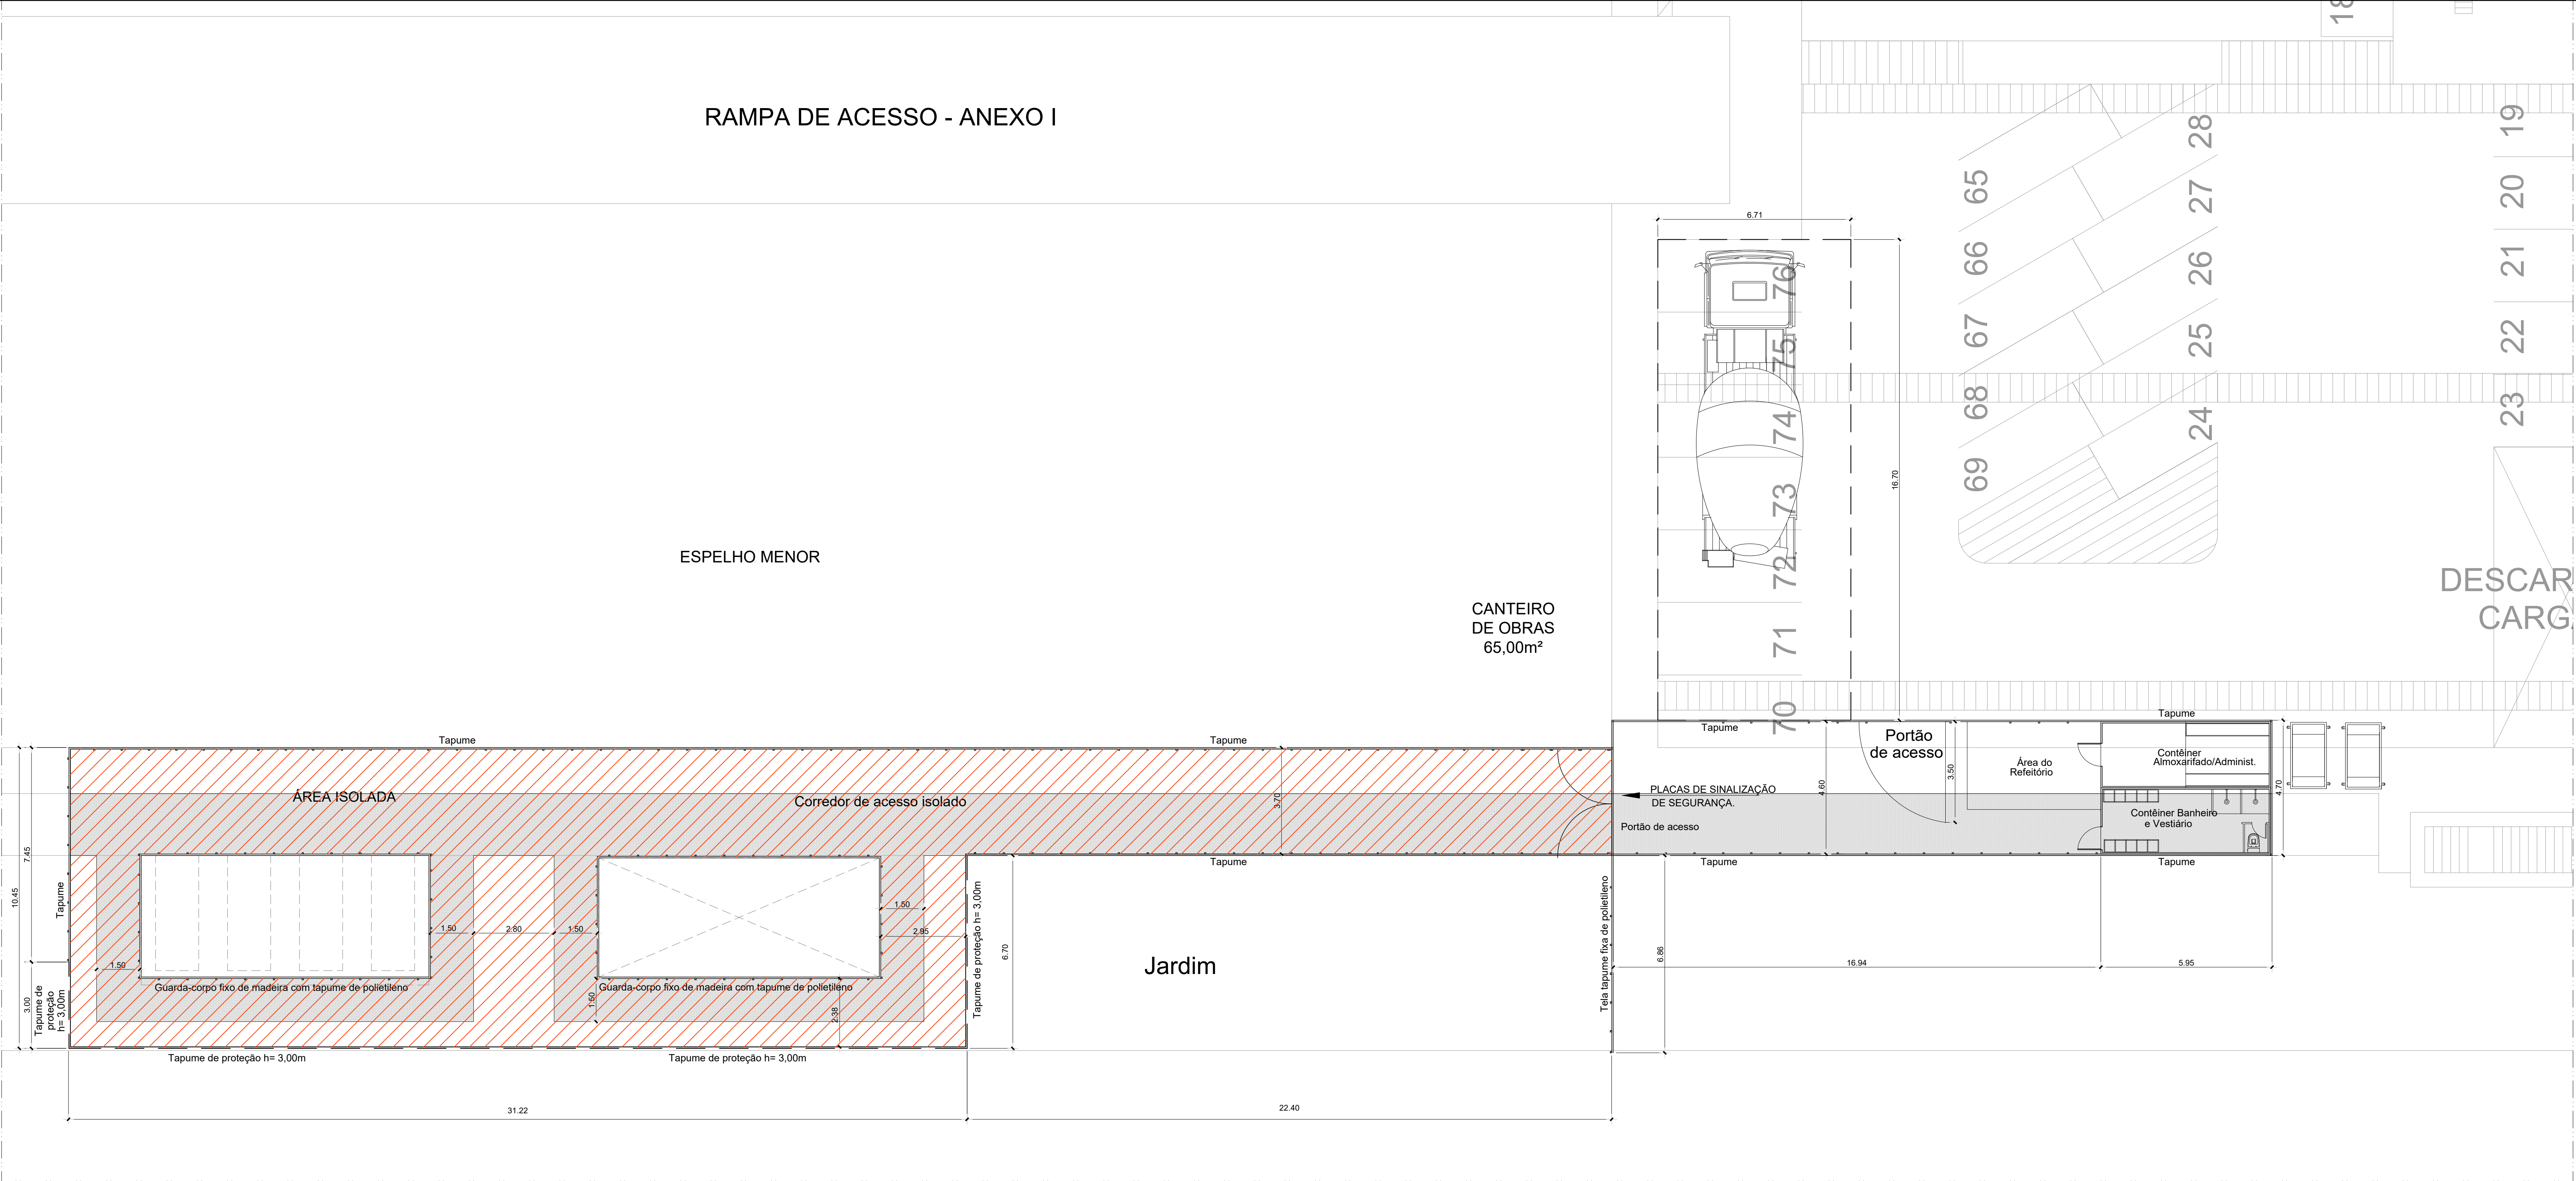 RAMPA DE ACESSO - ANEXO I
18
19
20
21
22
23
28
27
26
25
24
65
66
67
68
69
76
75
74
73
72
71
70
6.71
16.70
DESCAR
CARG
ESPELHO MENOR
CANTEIRO
DE OBRAS
65,00m²
Tapume
Tapume
Tapume
Tapume
Portão
de acesso
3.50
4.60
4.70
Área do
Refeitório
Contêiner
Almoxarifado/Administ.
Contêiner Banheiro
e Vestiário
PLACAS DE SINALIZAÇÃO
DE SEGURANÇA.
Portão de acesso
ÁREA ISOLADA
Corredor de acesso isolado
3.70
Tapume
Tapume
Tapume
10.45
7.45
3.00
Tapume
Tapume de
proteção
h= 3,00m
1.50
1.50
2.80
1.50
1.50
2.95
1.50
2.38
Guarda-corpo fixo de madeira com tapume de polietileno
Guarda-corpo fixo de madeira com tapume de polietileno
Tapume de proteção h= 3,00m
6.70
Jardim
Tela tapume fixa de polietileno
6.86
16.94
5.95
Tapume de proteção h= 3,00m
Tapume de proteção h= 3,00m
31.22
22.40